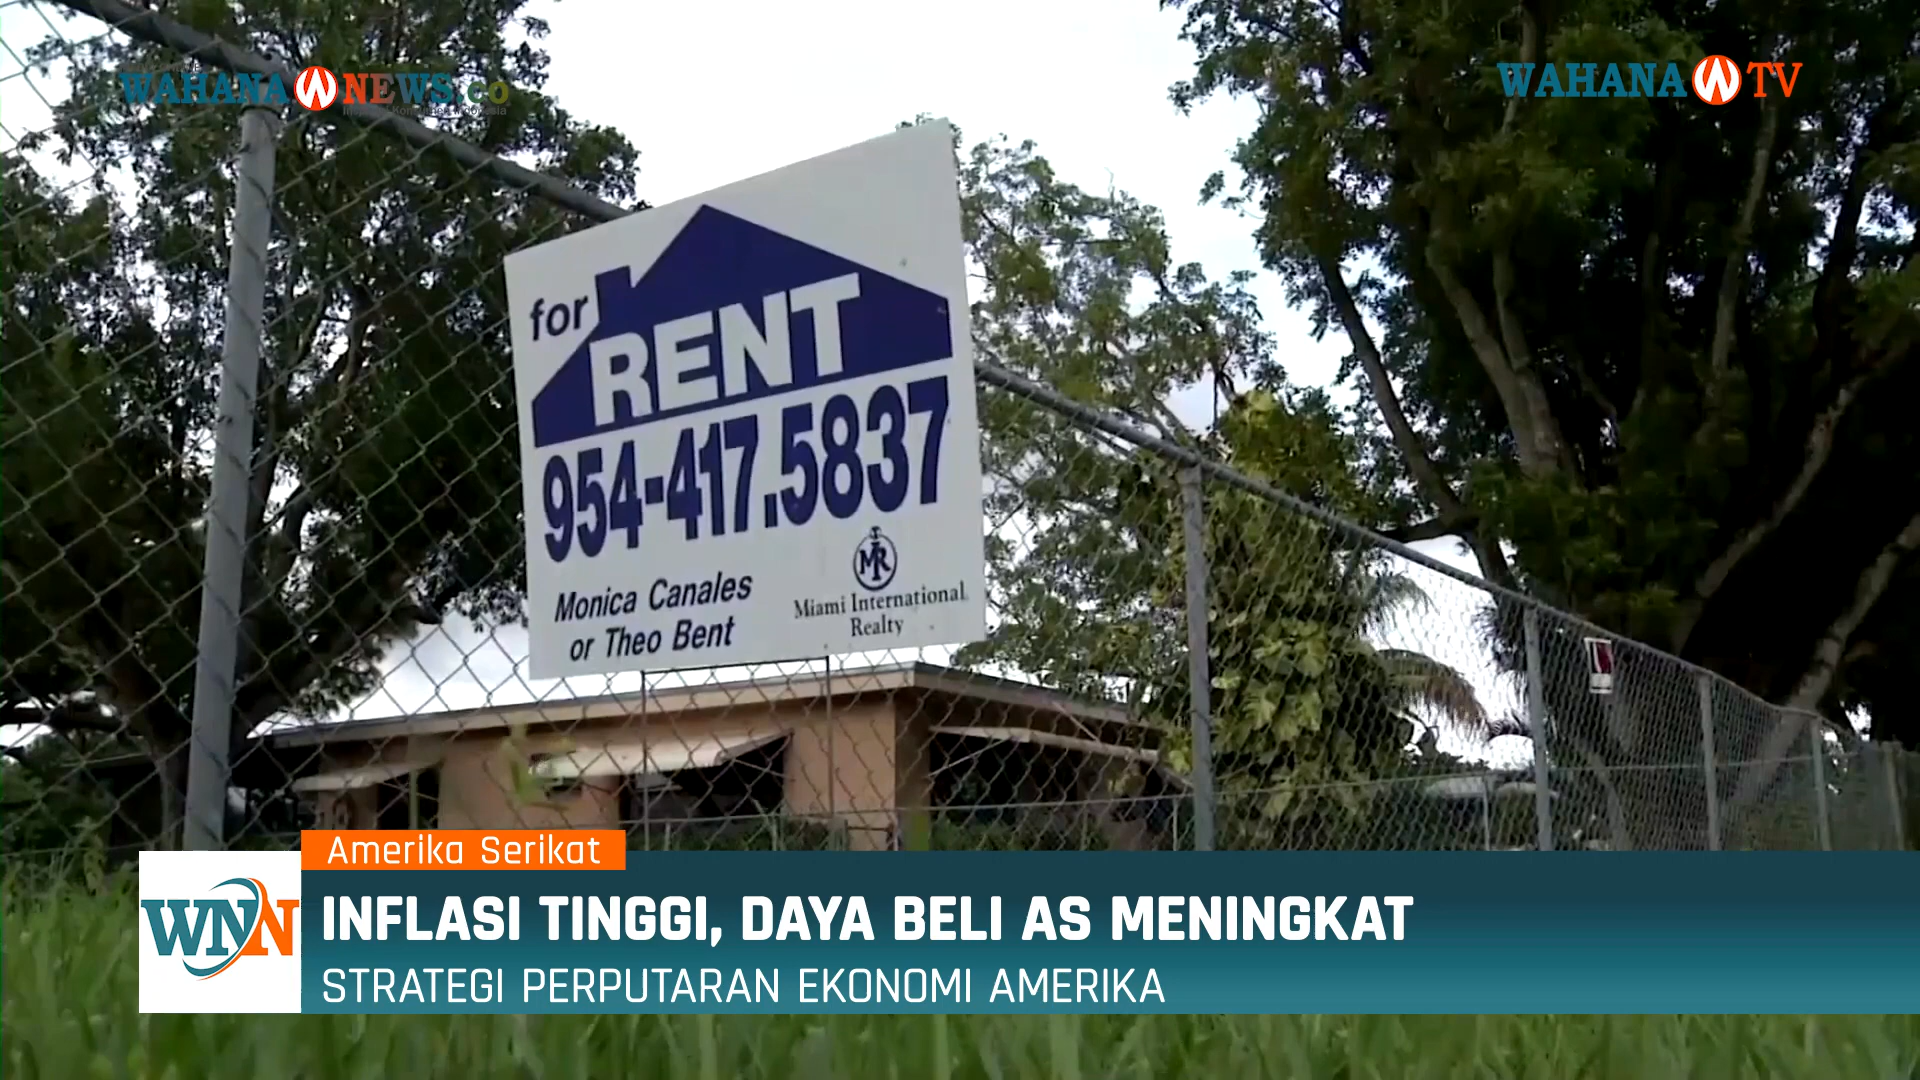 WAHANA NEWS.co
WAHANA TV
for
RENT
954-417.5837
Monica Canales
or Theo Bent
MR
Miami International
Realty
Amerika Serikat
WNN
INFLASI TINGGI, DAYA BELI AS MENINGKAT
STRATEGI PERPUTARAN EKONOMI AMERIKA